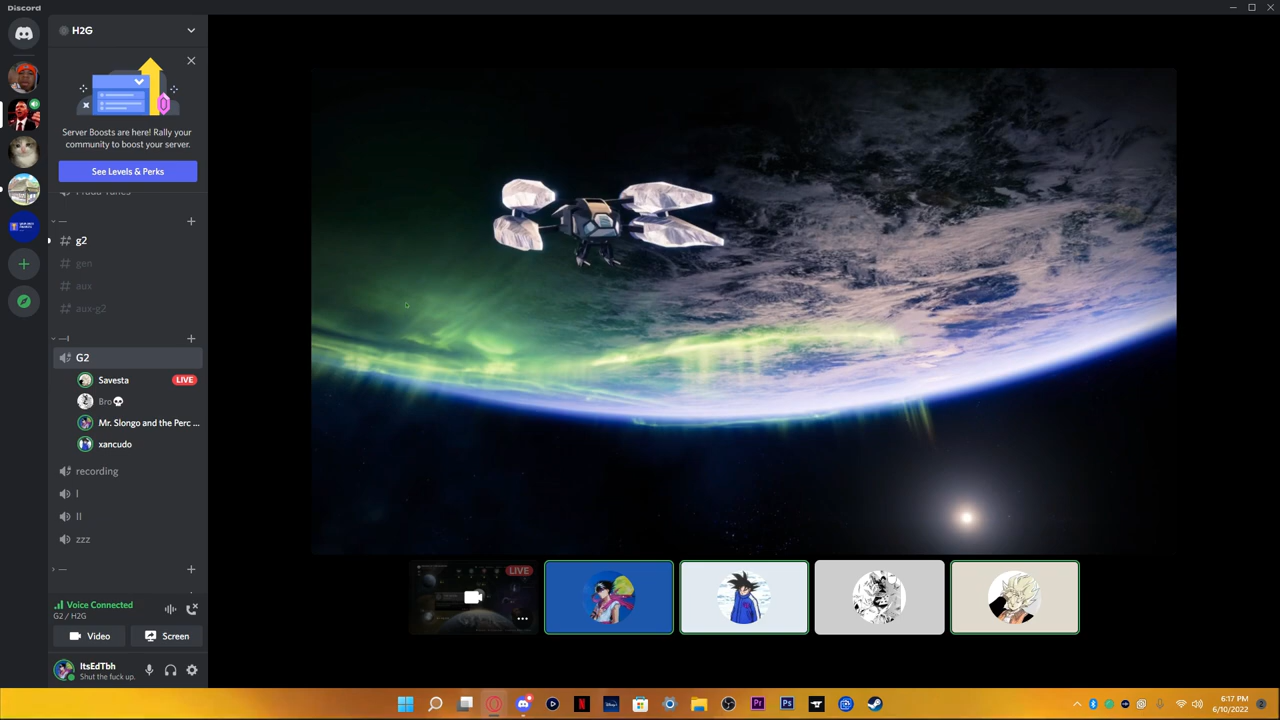 Discord
H2G
Server Boosts are here! Rally your
community to boost your server.
See Levels & Perks
g2
gen
aux
aux-g2
G2
Savesta
LIVE
Bro💀
Mr. Slongo and the Perc ...
xancudo
recording
I
II
zzz
LIVE
Voice Connected
G2 / H2G
Video
Screen
ItsEdTbh
Shut the fuck up.
6:17 PM
6/10/2022